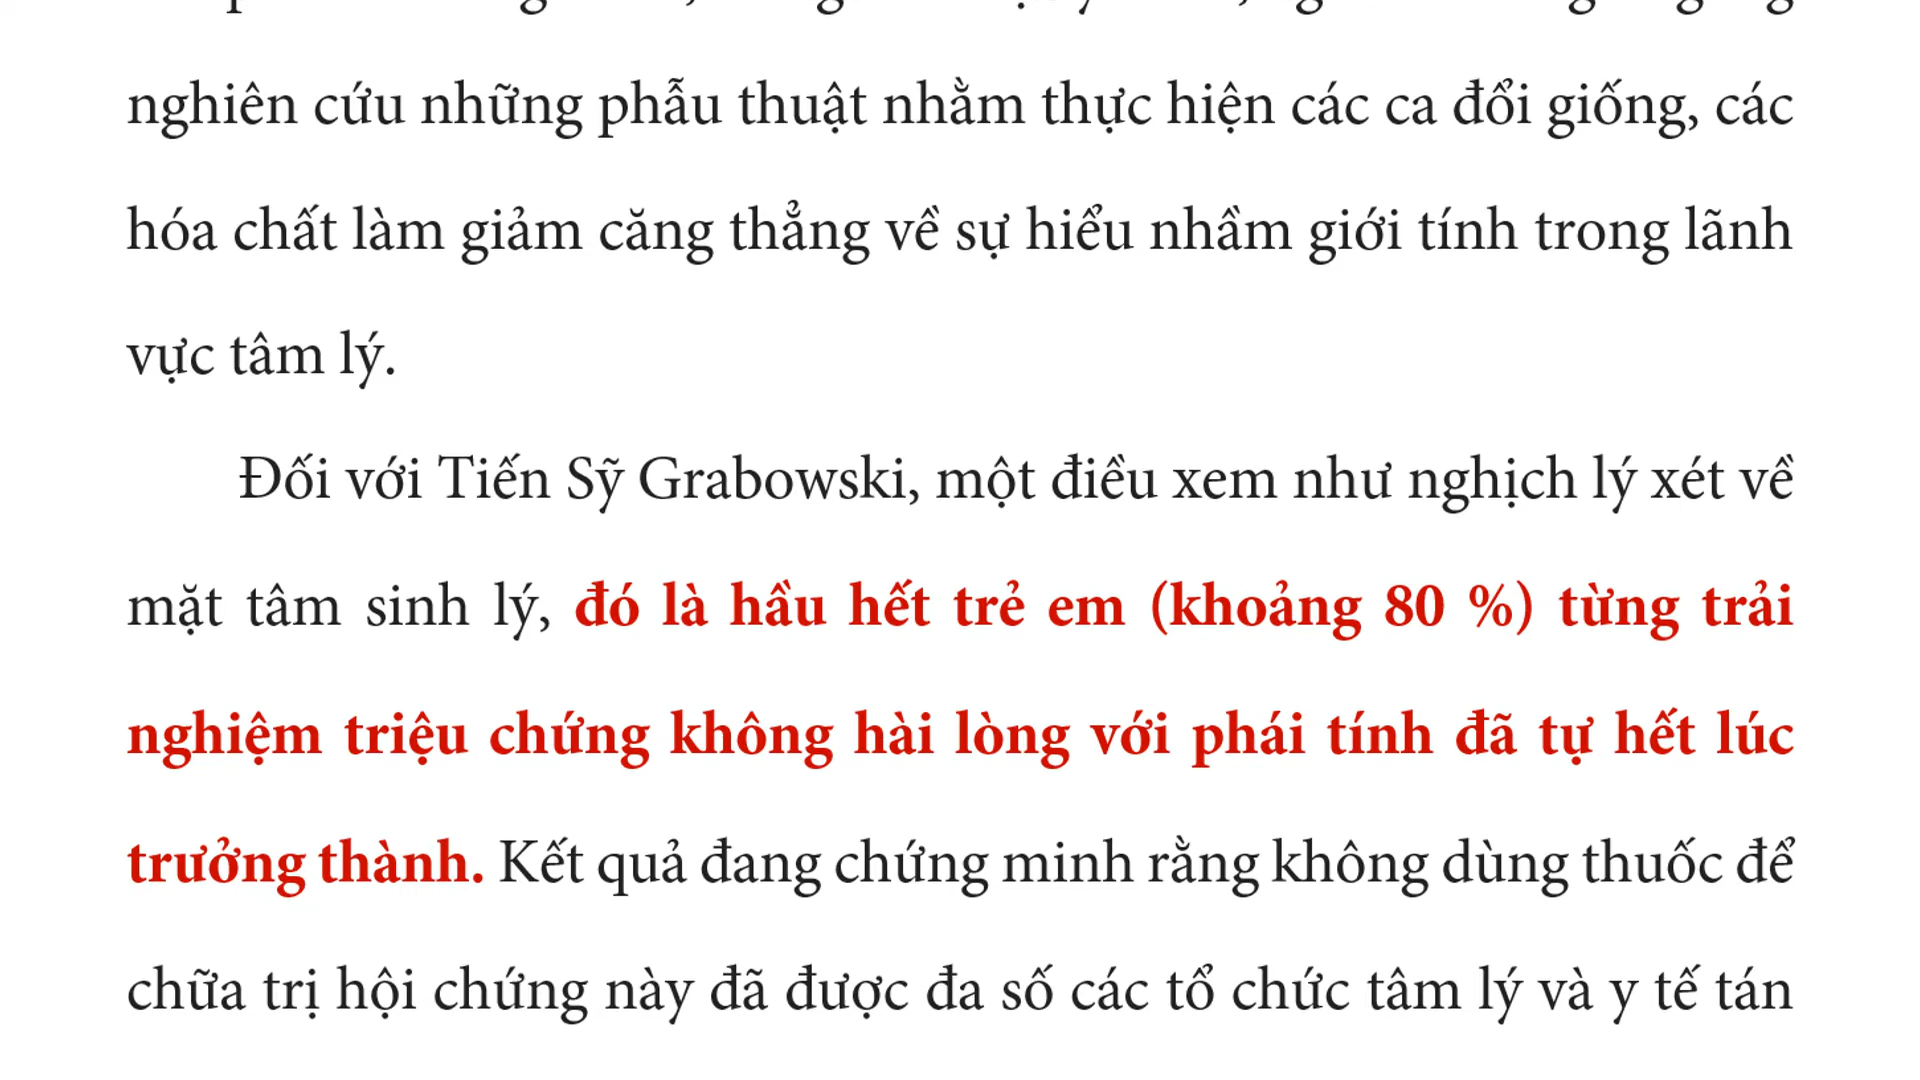 nghiên cứu những phẫu thuật nhằm thực hiện các ca đổi giống, các
hóa chất làm giảm căng thẳng về sự hiểu nhầm giới tính trong lãnh
vực tâm lý.
Đối với Tiến Sỹ Grabowski, một điều xem như nghịch lý xét về
mặt tâm sinh lý, đó là hầu hết trẻ em (khoảng 80 %) từng trải
nghiệm triệu chứng không hài lòng với phái tính đã tự hết lúc
trưởng thành. Kết quả đang chứng minh rằng không dùng thuốc để
chữa trị hội chứng này đã được đa số các tổ chức tâm lý và y tế tán